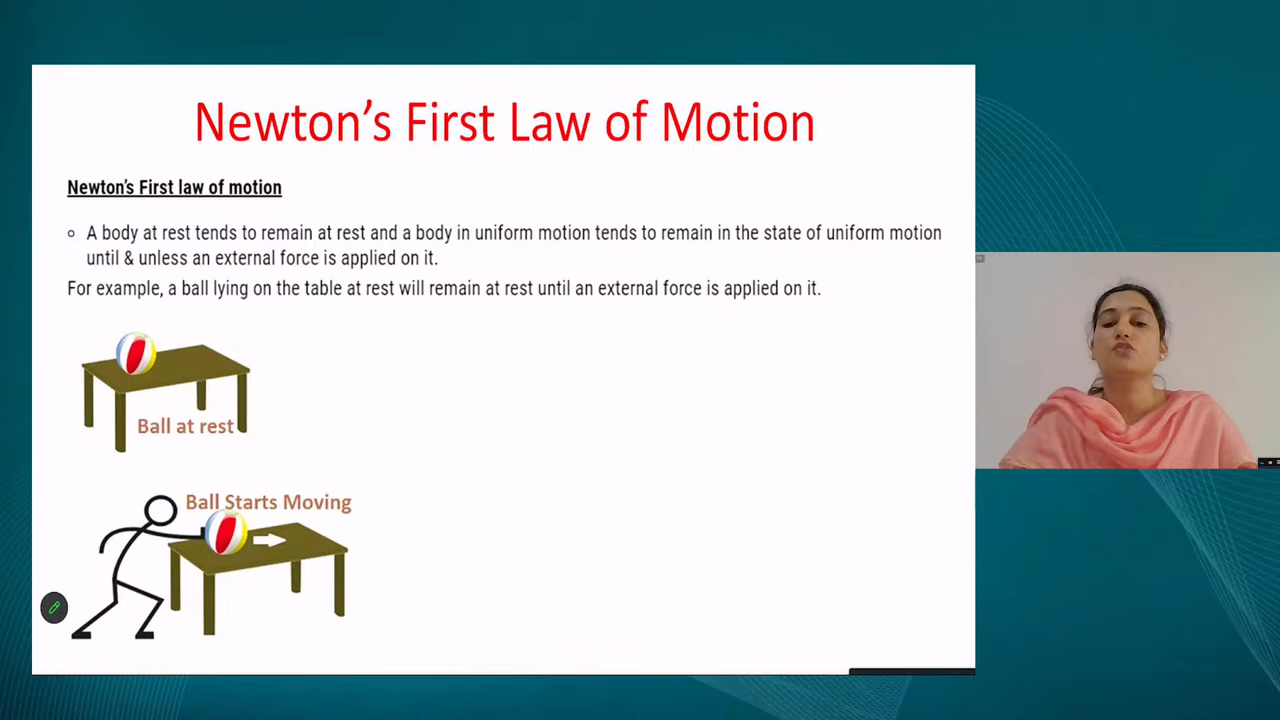 Newton’s First Law of Motion
Newton’s First law of motion
A body at rest tends to remain at rest and a body in uniform motion tends to remain in the state of uniform motion
until & unless an external force is applied on it.
For example, a ball lying on the table at rest will remain at rest until an external force is applied on it.
Ball at rest
Ball Starts Moving